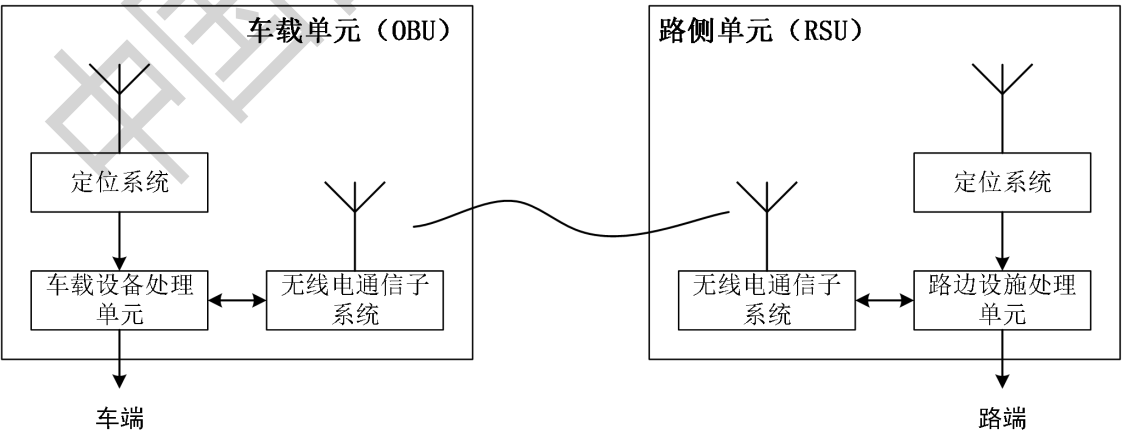 车载单元（OBU）
定位系统
车载设备处理
单元
无线电通信子
系统
车端
路侧单元（RSU）
定位系统
无线电通信子
系统
路边设施处理
单元
路端
中国